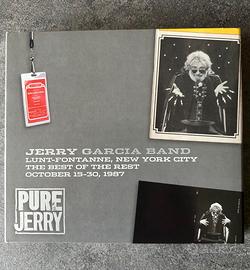 JERRY GARCIA BAND
LUNT-FONTANNE, NEW YORK CITY
THE BEST OF THE REST
OCTOBER 15-30, 1987
PURE
JERRY